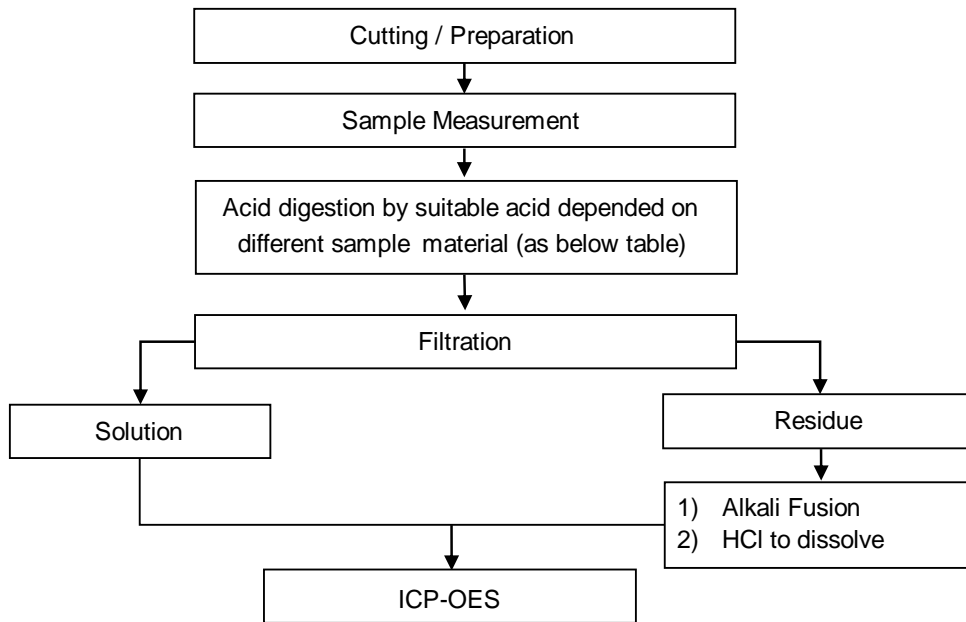 Cutting / Preparation
Sample Measurement
Acid digestion by suitable acid depended on
different sample material (as below table)
Filtration
Solution
Residue
1) Alkali Fusion
2) HCl to dissolve
ICP-OES